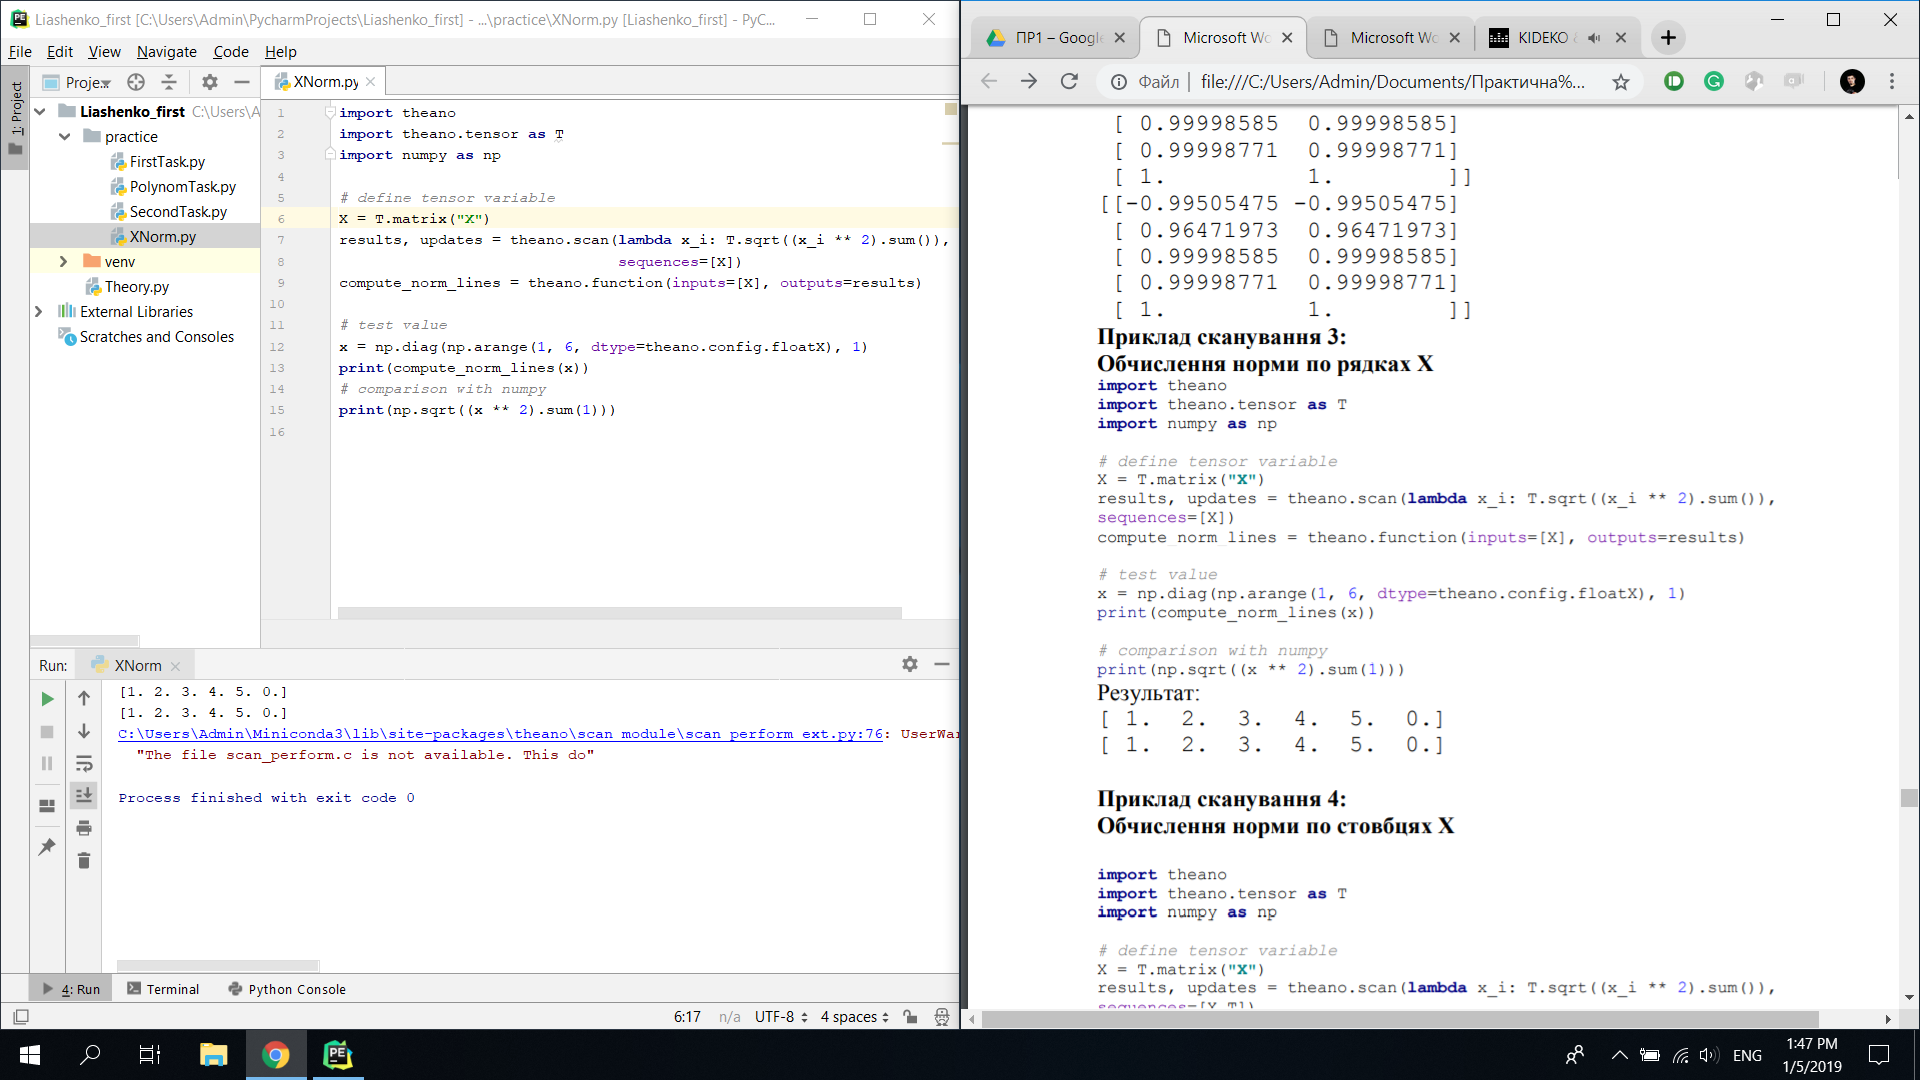 Liashenko_first [C:\Users\Admin\PycharmProjects\Liashenko_first] - ...\practice\XNorm.py [Liashenko_first] - PyC...
File Edit View Navigate Code Help
1: Project
Proje
XNorm.py
Liashenko_first C:\Users\A
practice
FirstTask.py
PolynomTask.py
SecondTask.py
XNorm.py
venv
Theory.py
External Libraries
Scratches and Consoles
1 import theano
2 import theano.tensor as T
3 import numpy as np
4
5 # define tensor variable
6 X = T.matrix("X")
7 results, updates = theano.scan(lambda x_i: T.sqrt((x_i ** 2).sum()),
8 sequences=[X])
9 compute_norm_lines = theano.function(inputs=[X], outputs=results)
10
11 # test value
12 x = np.diag(np.arange(1, 6, dtype=theano.config.floatX), 1)
13 print(compute_norm_lines(x))
14 # comparison with numpy
15 print(np.sqrt((x ** 2).sum(1)))
16
Run: XNorm
[1. 2. 3. 4. 5. 0.]
[1. 2. 3. 4. 5. 0.]
C:\Users\Admin\Miniconda3\lib\site-packages\theano\scan_module\scan_perform_ext.py:76: UserWar
"The file scan_perform.c is not available. This do"
Process finished with exit code 0
4: Run Terminal Python Console
6:17 n/a UTF-8 4 spaces
ПР1 – Google
Microsoft Wo
Microsoft Wo
KIDEKO &
Файл | file:///C:/Users/Admin/Documents/Практична%...
[ 0.99998585 0.99998585]
[ 0.99998771 0.99998771]
[ 1. 1. ]]
[[-0.99505475 -0.99505475]
[ 0.96471973 0.96471973]
[ 0.99998585 0.99998585]
[ 0.99998771 0.99998771]
[ 1. 1. ]]
Приклад сканування 3:
Обчислення норми по рядках X
import theano
import theano.tensor as T
import numpy as np
# define tensor variable
X = T.matrix("X")
results, updates = theano.scan(lambda x_i: T.sqrt((x_i ** 2).sum()),
sequences=[X])
compute_norm_lines = theano.function(inputs=[X], outputs=results)
# test value
x = np.diag(np.arange(1, 6, dtype=theano.config.floatX), 1)
print(compute_norm_lines(x))
# comparison with numpy
print(np.sqrt((x ** 2).sum(1)))
Результат:
[ 1. 2. 3. 4. 5. 0.]
[ 1. 2. 3. 4. 5. 0.]
Приклад сканування 4:
Обчислення норми по стовбцях X
import theano
import theano.tensor as T
import numpy as np
# define tensor variable
X = T.matrix("X")
results, updates = theano.scan(lambda x_i: T.sqrt((x_i ** 2).sum()),
sequences=[X.T])
ENG
1:47 PM
1/5/2019